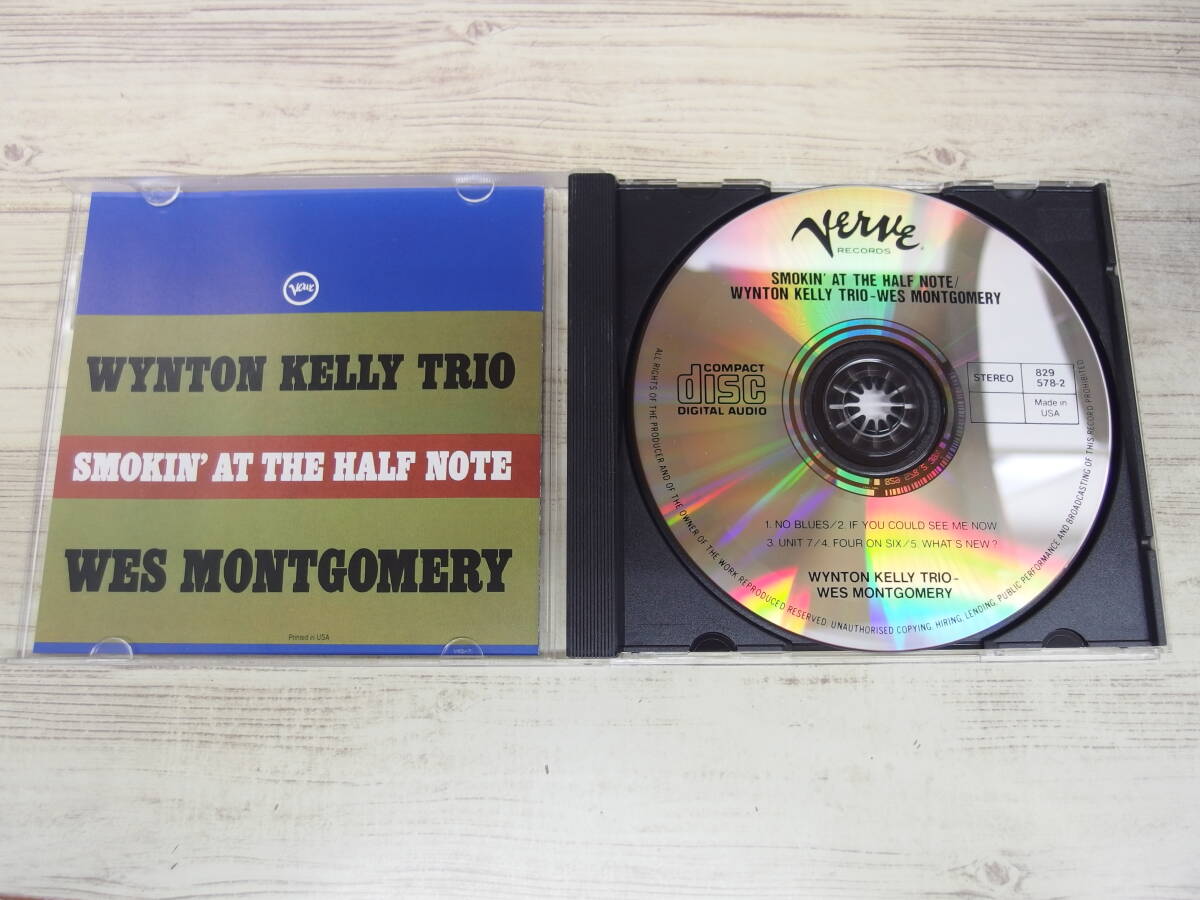 Verve
WYNTON KELLY TRIO
SMOKIN' AT THE HALF NOTE
WES MONTGOMERY
Printed in USA
VERVE
RECORDS
SMOKIN' AT THE HALF NOTE/
WYNTON KELLY TRIO-WES MONTGOMERY
COMPACT
disc
DIGITAL AUDIO
STEREO
829
578-2
Made in
USA
1. NO BLUES/2. IF YOU COULD SEE ME NOW
3. UNIT 7/4. FOUR ON SIX/5. WHAT'S NEW?
WYNTON KELLY TRIO-
WES MONTGOMERY
ALL RIGHTS OF THE PRODUCER AND OF THE OWNER OF THE WORK REPRODUCED RESERVED. UNAUTHORISED COPYING, HIRING, LENDING, PUBLIC PERFORMANCE AND BROADCASTING OF THIS RECORD PROHIBITED